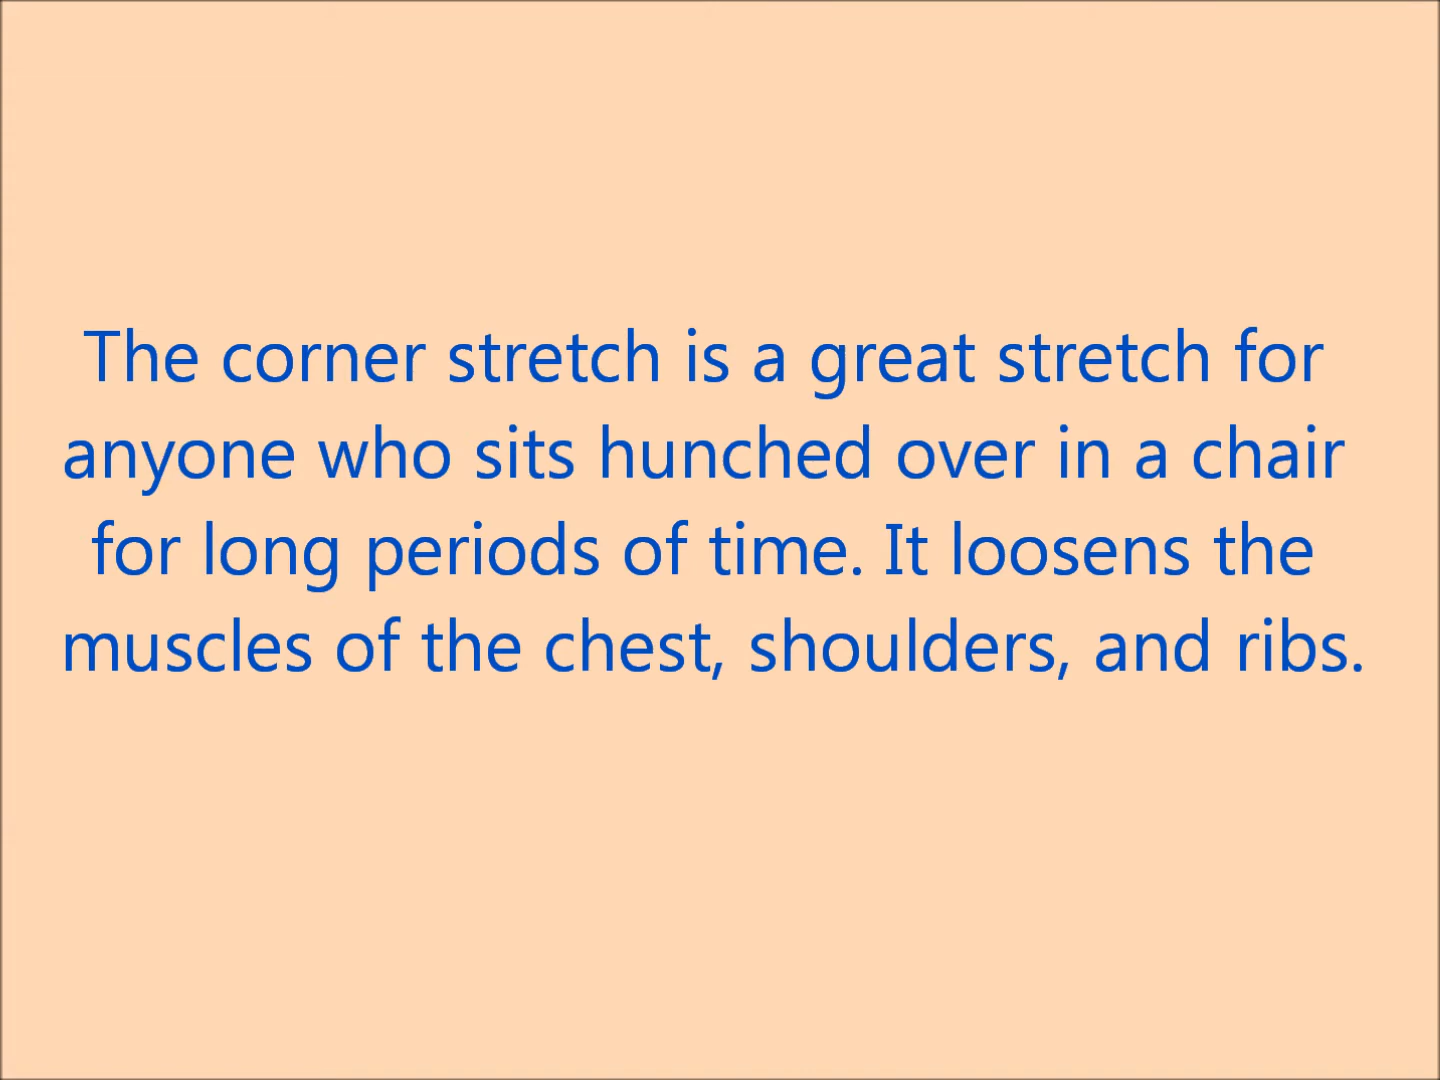 The corner stretch is a great stretch for
anyone who sits hunched over in a chair
for long periods of time. It loosens the
muscles of the chest, shoulders, and ribs.